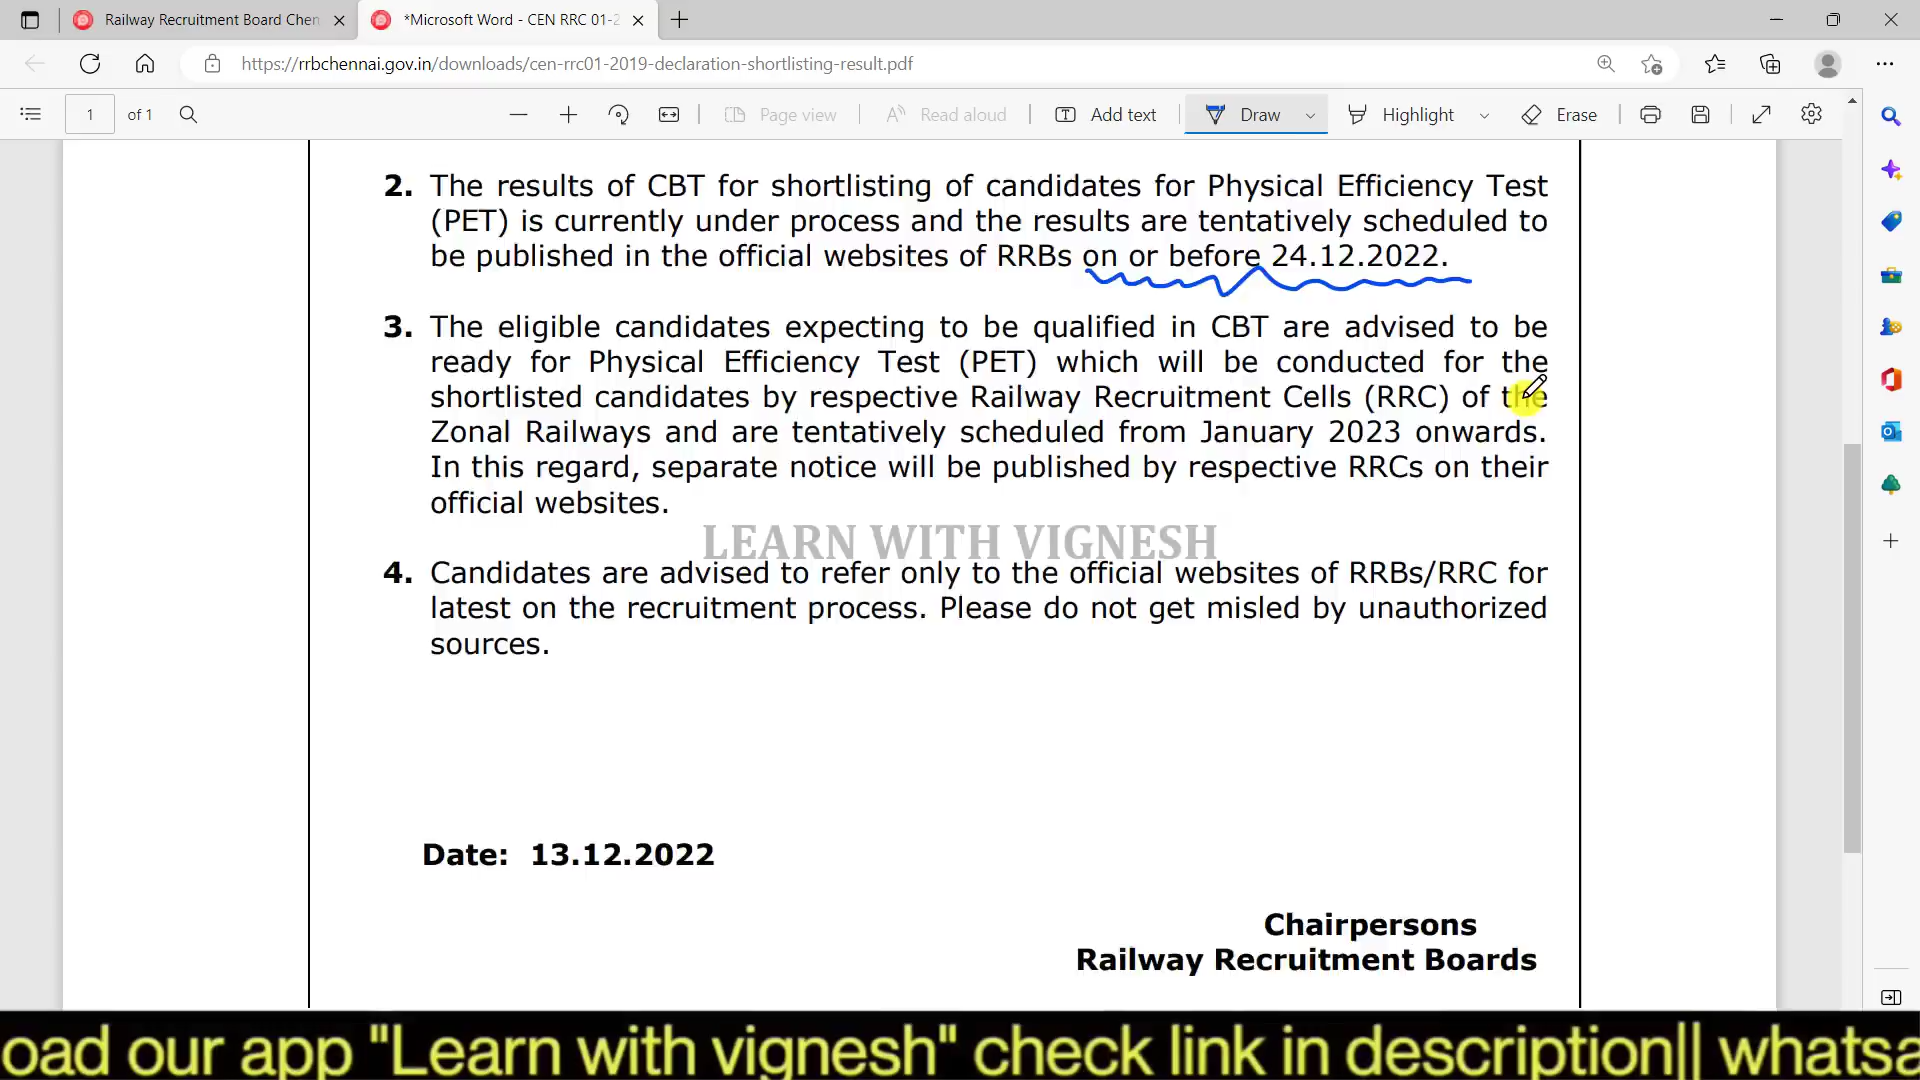 Railway Recruitment Board Chen
*Microsoft Word - CEN RRC 01-2
https://rrbchennai.gov.in/downloads/cen-rrc01-2019-declaration-shortlisting-result.pdf
1 of 1 Page view Read aloud Add text Draw Highlight Erase
2. The results of CBT for shortlisting of candidates for Physical Efficiency Test
(PET) is currently under process and the results are tentatively scheduled to
be published in the official websites of RRBs on or before 24.12.2022.
3. The eligible candidates expecting to be qualified in CBT are advised to be
ready for Physical Efficiency Test (PET) which will be conducted for the
shortlisted candidates by respective Railway Recruitment Cells (RRC) of the
Zonal Railways and are tentatively scheduled from January 2023 onwards.
In this regard, separate notice will be published by respective RRCs on their
official websites.
LEARN WITH VIGNESH
4. Candidates are advised to refer only to the official websites of RRBs/RRC for
latest on the recruitment process. Please do not get misled by unauthorized
sources.
Date: 13.12.2022
Chairpersons
Railway Recruitment Boards
oad our app "Learn with vignesh" check link in description|| whatsa